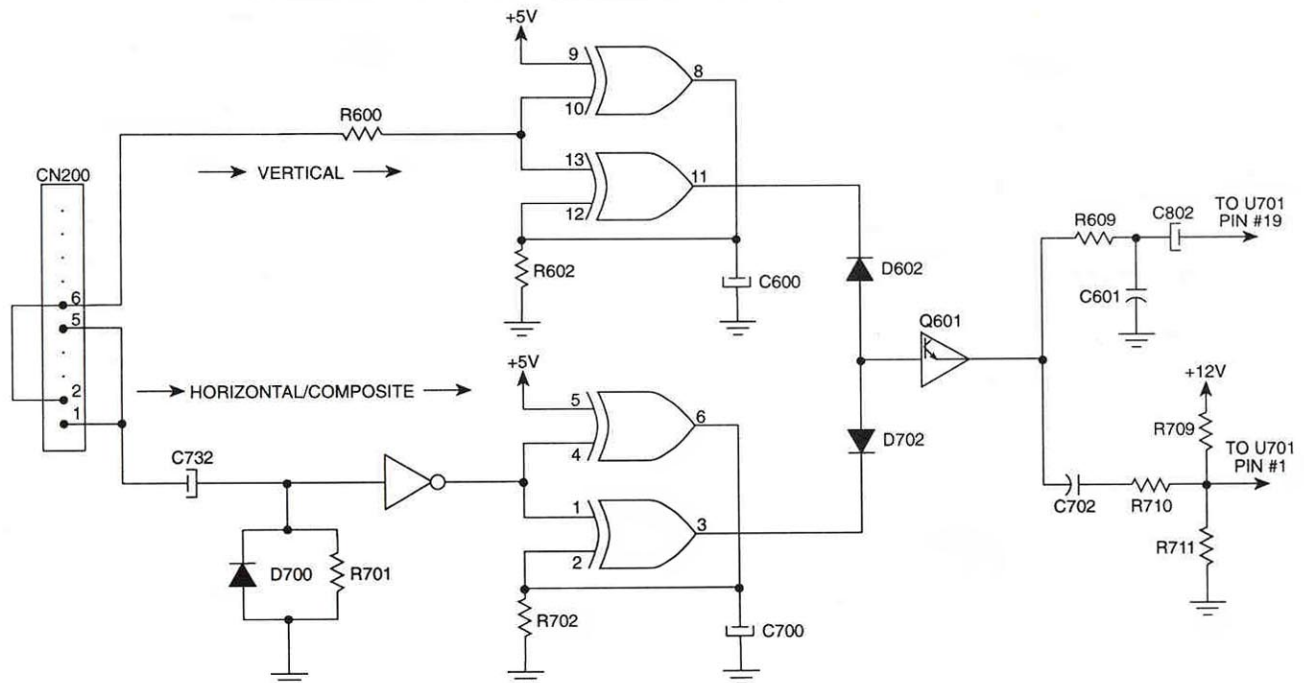 +5V
9
8
10
R600
CN200
VERTICAL
13
11
12
R602
C600
D602
6
5
2
1
HORIZONTAL/COMPOSITE
C732
D700
R701
+5V
5
6
4
1
3
2
R702
C700
D702
Q601
R609
C802
TO U701
PIN #19
C601
+12V
R709
TO U701
PIN #1
C702
R710
R711